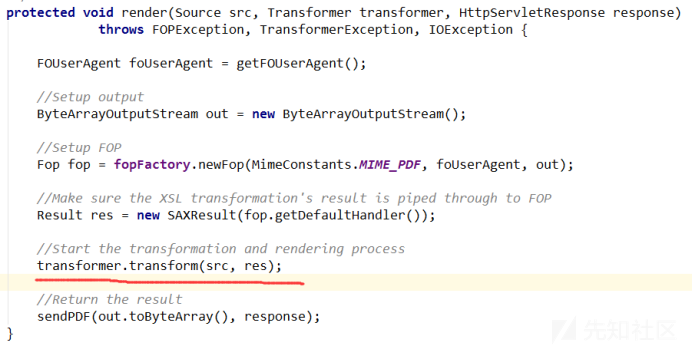 protected void render(Source src, Transformer transformer, HttpServletResponse response)
throws FOPException, TransformerException, IOException {
FOUserAgent foUserAgent = getFOUserAgent();
//Setup output
ByteArrayOutputStream out = new ByteArrayOutputStream();
//Setup FOP
Fop fop = fopFactory.newFop(MimeConstants.MIME_PDF, foUserAgent, out);
//Make sure the XSL transformation's result is piped through to FOP
Result res = new SAXResult(fop.getDefaultHandler());
//Start the transformation and rendering process
transformer.transform(src, res);
//Return the result
sendPDF(out.toByteArray(), response);
}
先知社区